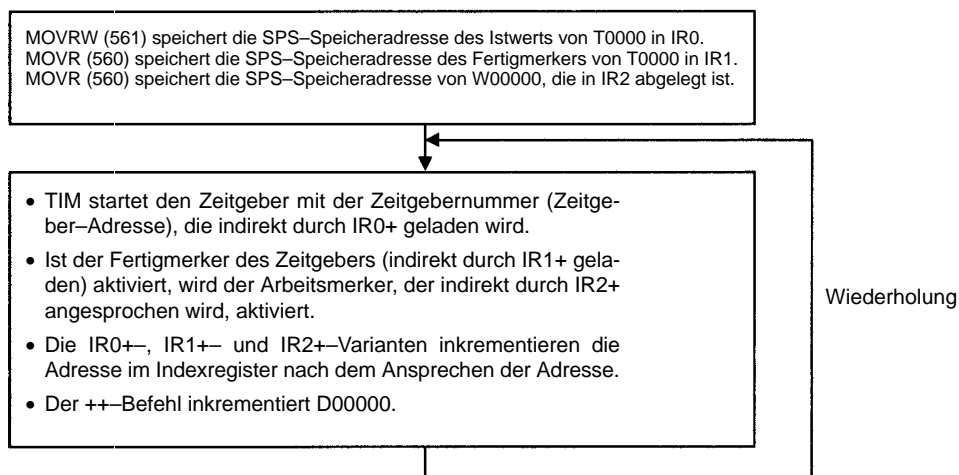 MOVRW (561) speichert die SPS–Speicheradresse des Istwerts von T0000 in IR0.
MOVR (560) speichert die SPS–Speicheradresse des Fertigmerkers von T0000 in IR1.
MOVR (560) speichert die SPS–Speicheradresse von W00000, die in IR2 abgelegt ist.
• TIM startet den Zeitgeber mit der Zeitgebernummer (Zeitge-
ber–Adresse), die indirekt durch IR0+ geladen wird.
• Ist der Fertigmerker des Zeitgebers (indirekt durch IR1+ gela-
den) aktiviert, wird der Arbeitsmerker, der indirekt durch IR2+
angesprochen wird, aktiviert.
• Die IR0+–, IR1+– und IR2+–Varianten inkrementieren die
Adresse im Indexregister nach dem Ansprechen der Adresse.
• Der ++–Befehl inkrementiert D00000.
Wiederholung